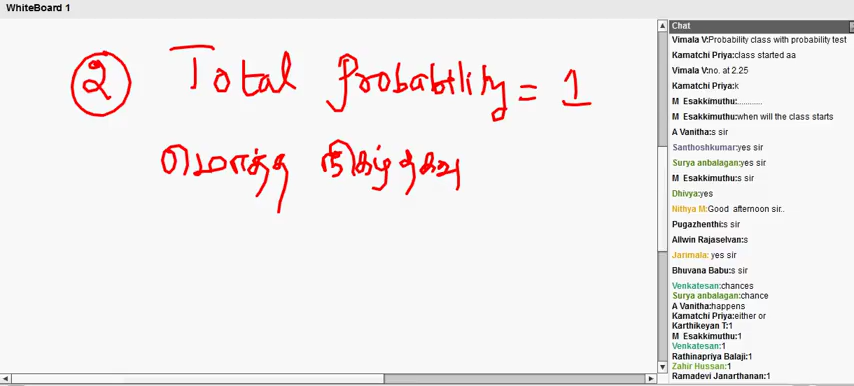 WhiteBoard 1
② Total Probability = 1
மொத்த நிகழ்தகவு
Chat
Vimala V:Probability class with probability test
Kamatchi Priya:class started aa
Vimala V:no. at 2.25
Kamatchi Priya:k
M Esakkimuthu:...........
M Esakkimuthu:when will the class starts
A Vanitha:s sir
Santhoshkumar:yes sir
Surya anbalagan:yes sir
M Esakkimuthu:s sir
Dhivya:yes
Nithya M:Good afternoon sir..
Pugazhenthi:s sir
Allwin Rajaselvan:s
Jarimala: yes sir
Bhuvana Babu:s sir
Venkatesan:chances
Surya anbalagan:chance
A Vanitha:happens
Kamatchi Priya:either or
Karthikeyan T:1
M Esakkimuthu:1
Venkatesan:1
Rathinapriya Balaji:1
Zahir Hussan:1
Ramadevi Janarthanan:1